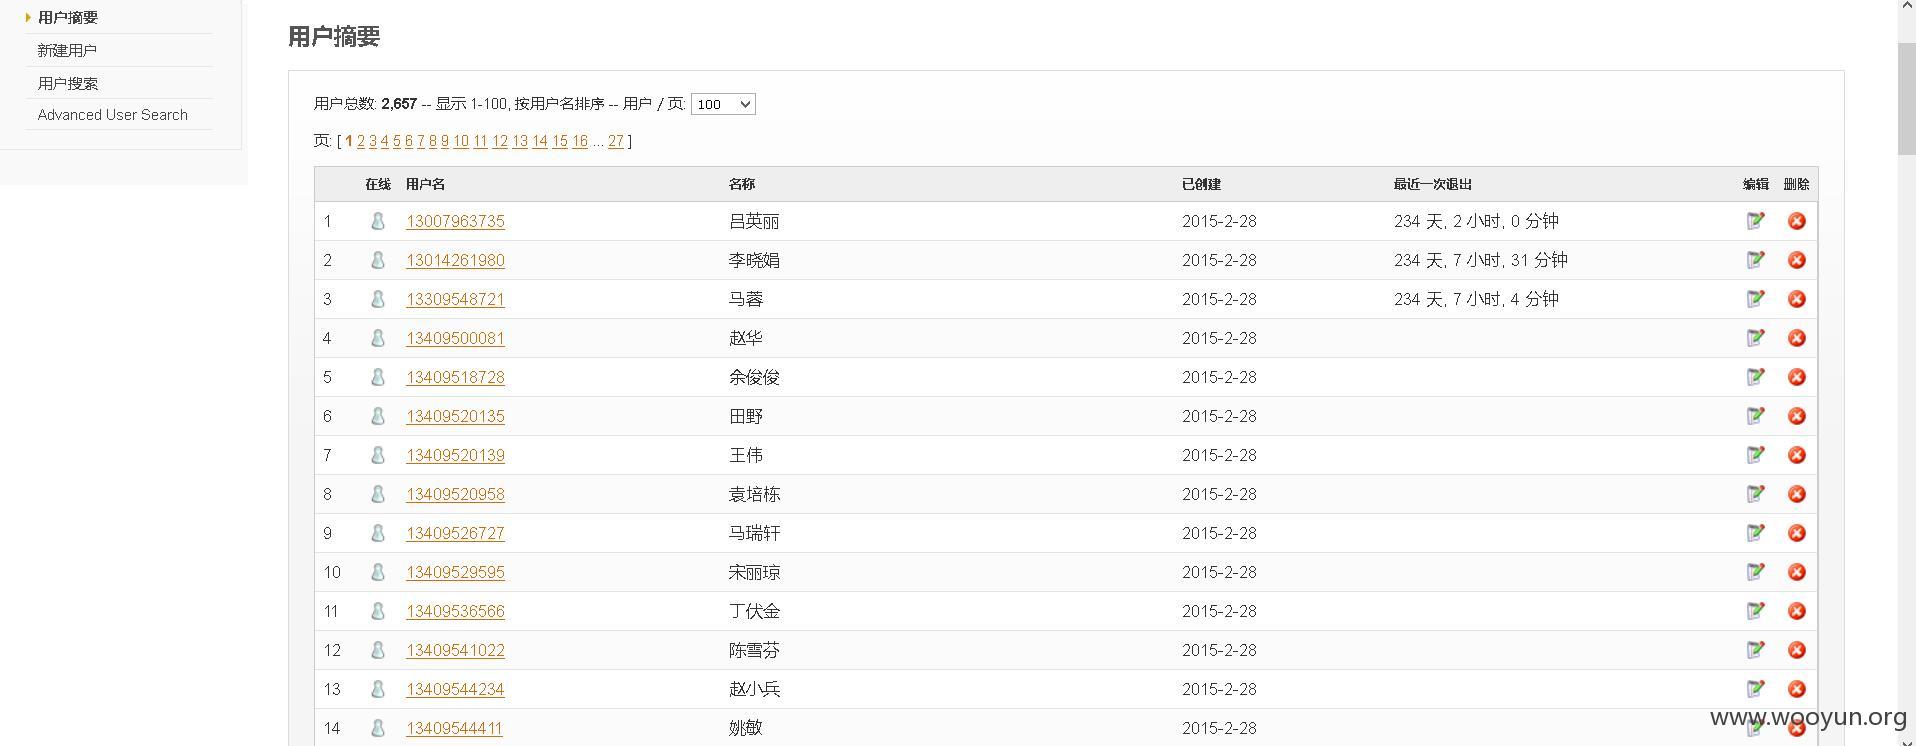 用户摘要
新建用户
用户搜索
Advanced User Search
用户摘要
用户总数: 2,657 -- 显示 1-100, 按用户名排序 -- 用户 / 页: 100
页: [ 1 2 3 4 5 6 7 8 9 10 11 12 13 14 15 16 ... 27 ]
在线 用户名 名称 已创建 最近一次退出 编辑 删除
1 13007963735 吕英丽 2015-2-28 234 天, 2 小时, 0 分钟
2 13014261980 李晓娟 2015-2-28 234 天, 7 小时, 31 分钟
3 13309548721 马蓉 2015-2-28 234 天, 7 小时, 4 分钟
4 13409500081 赵华 2015-2-28
5 13409518728 余俊俊 2015-2-28
6 13409520135 田野 2015-2-28
7 13409520139 王伟 2015-2-28
8 13409520958 袁培栋 2015-2-28
9 13409526727 马瑞轩 2015-2-28
10 13409529595 宋丽琼 2015-2-28
11 13409536566 丁伏金 2015-2-28
12 13409541022 陈雪芬 2015-2-28
13 13409544234 赵小兵 2015-2-28
14 13409544411 姚敏 2015-2-28
www.wooyun.org